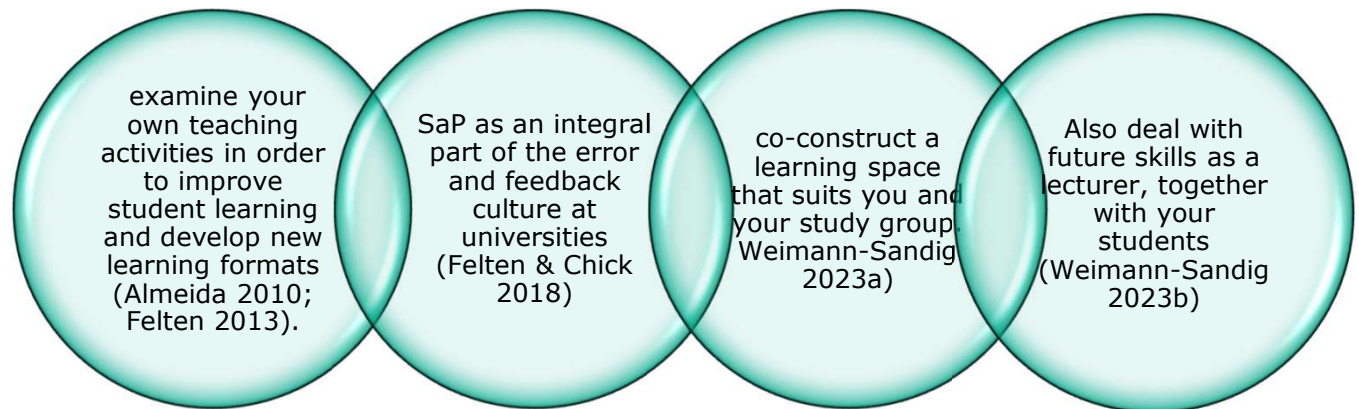 examine your
own teaching
activities in order
to improve
student learning
and develop new
learning formats
(Almeida 2010;
Felten 2013).
SaP as an integral
part of the error
and feedback
culture at
universities
(Felten & Chick
2018)
co-construct a
learning space
that suits you and
your study group.
Weimann-Sandig
2023a)
Also deal with
future skills as a
lecturer, together
with your
students
(Weimann-Sandig
2023b)